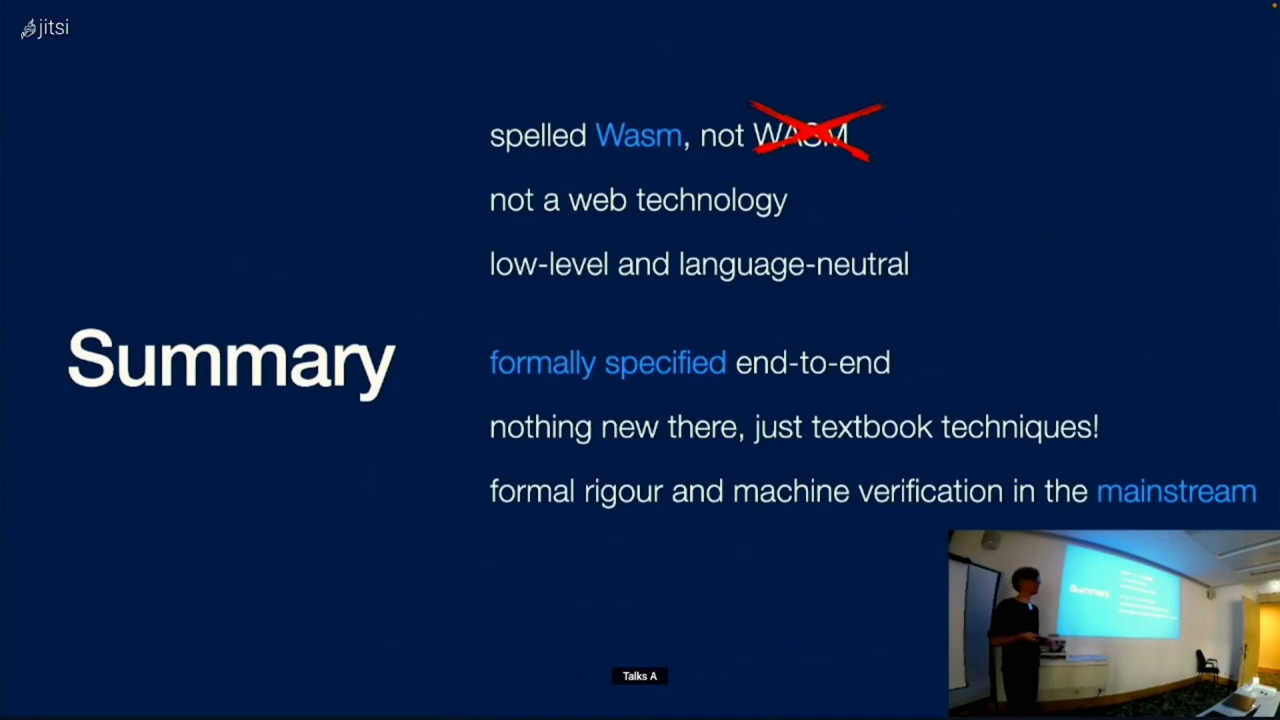 jitsi
spelled Wasm, not WASM
not a web technology
low-level and language-neutral
Summary
formally specified end-to-end
nothing new there, just textbook techniques!
formal rigour and machine verification in the mainstream
Summary
Talks A